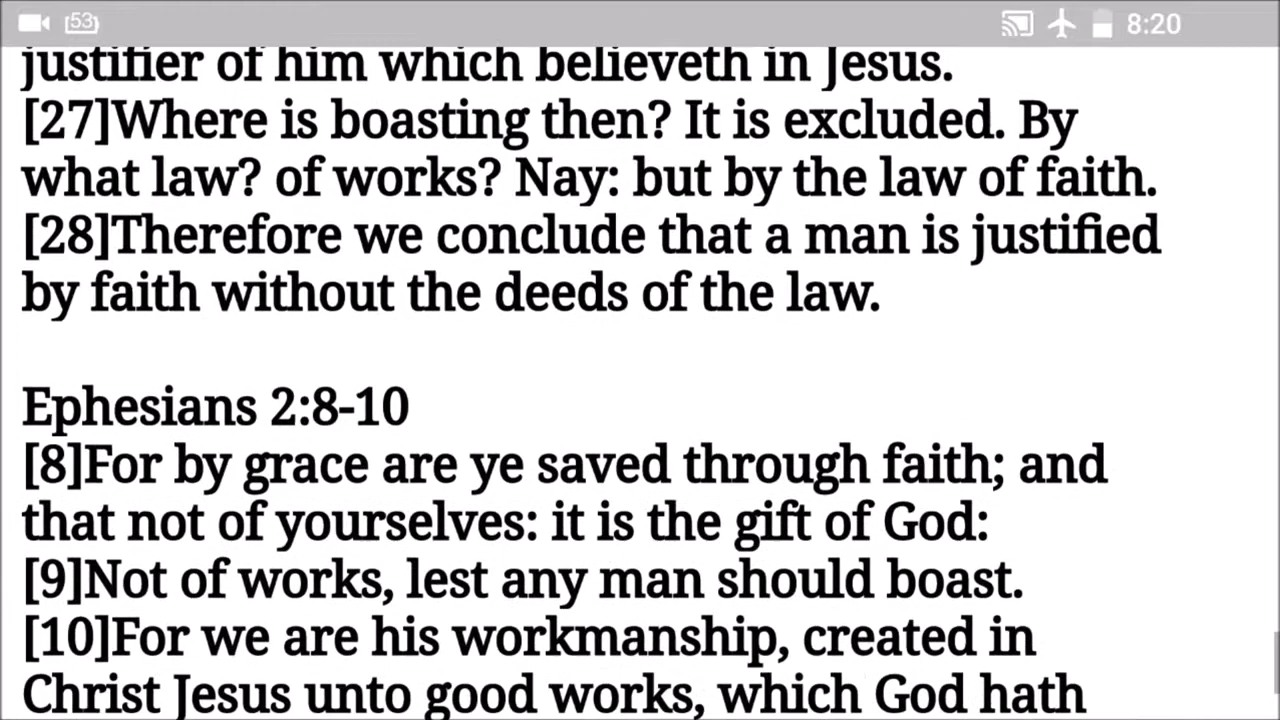 53
8:20
justifier of him which believeth in Jesus.
[27]Where is boasting then? It is excluded. By
what law? of works? Nay: but by the law of faith.
[28]Therefore we conclude that a man is justified
by faith without the deeds of the law.
Ephesians 2:8-10
[8]For by grace are ye saved through faith; and
that not of yourselves: it is the gift of God:
[9]Not of works, lest any man should boast.
[10]For we are his workmanship, created in
Christ Jesus unto good works, which God hath